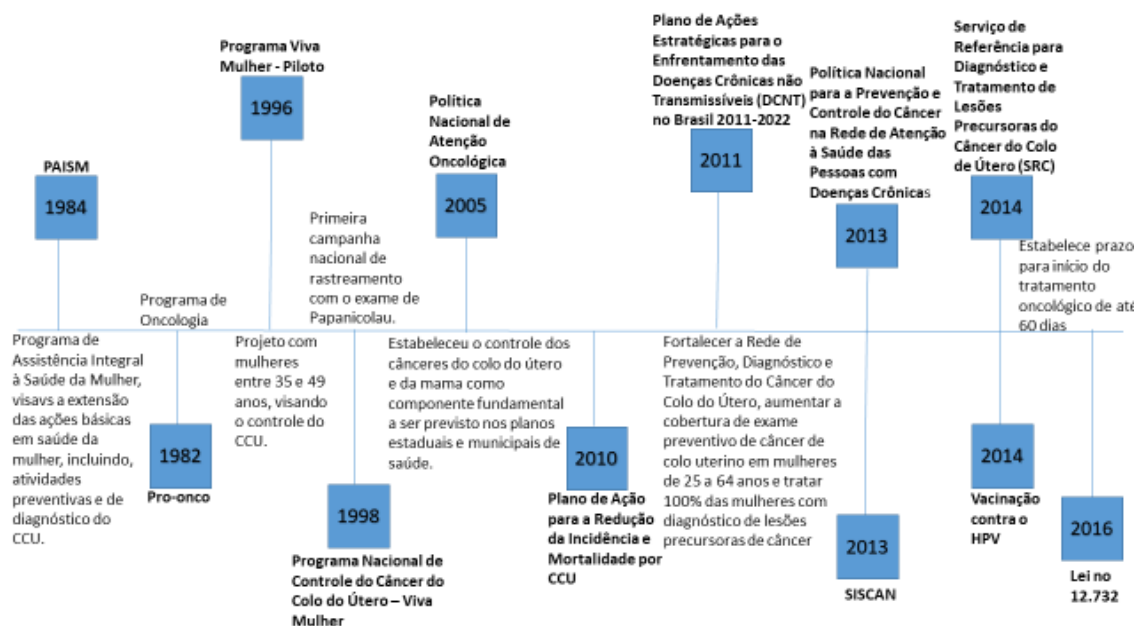 PAISM
1984
Programa de
Assistência Integral
à Saúde da Mulher,
visavs a extensão
das ações básicas
em saúde da
mulher, incluindo,
atividades
preventivas e de
diagnóstico do
CCU.
Programa de
Oncologia
1982
Pro-onco
Programa Viva
Mulher - Piloto
1996
Projeto com
mulheres
entre 35 e 49
anos, visando
o controle do
CCU.
Primeira
campanha
nacional de
rastreamento
com o exame de
Papanicolau.
1998
Programa Nacional de
Controle do Câncer do
Colo do Útero – Viva
Mulher
Política
Nacional de
Atenção
Oncológica
2005
Estabeleceu o controle dos
cânceres do colo do útero
e da mama como
componente fundamental
a ser previsto nos planos
estaduais e municipais de
saúde.
2010
Plano de Ação
para a Redução
da Incidência e
Mortalidade por
CCU
Plano de Ações
Estratégicas para o
Enfrentamento das
Doenças Crônicas não
Transmissíveis (DCNT)
no Brasil 2011-2022
2011
Fortalecer a Rede de
Prevenção, Diagnóstico e
Tratamento do Câncer do
Colo do Útero, aumentar a
cobertura de exame
preventivo de câncer de
colo uterino em mulheres
de 25 a 64 anos e tratar
100% das mulheres com
diagnóstico de lesões
precursoras de câncer
Política Nacional
para a Prevenção e
Controle do Câncer
na Rede de Atenção
à Saúde das
Pessoas com
Doenças Crônicas
2013
2013
SISCAN
Serviço de
Referência para
Diagnóstico e
Tratamento de
Lesões
Precursoras do
Câncer do Colo
de Útero (SRC)
2014
2014
Vacinação
contra o
HPV
Estabelece prazo
para início do
tratamento
oncológico de até
60 dias
2016
Lei no
12.732